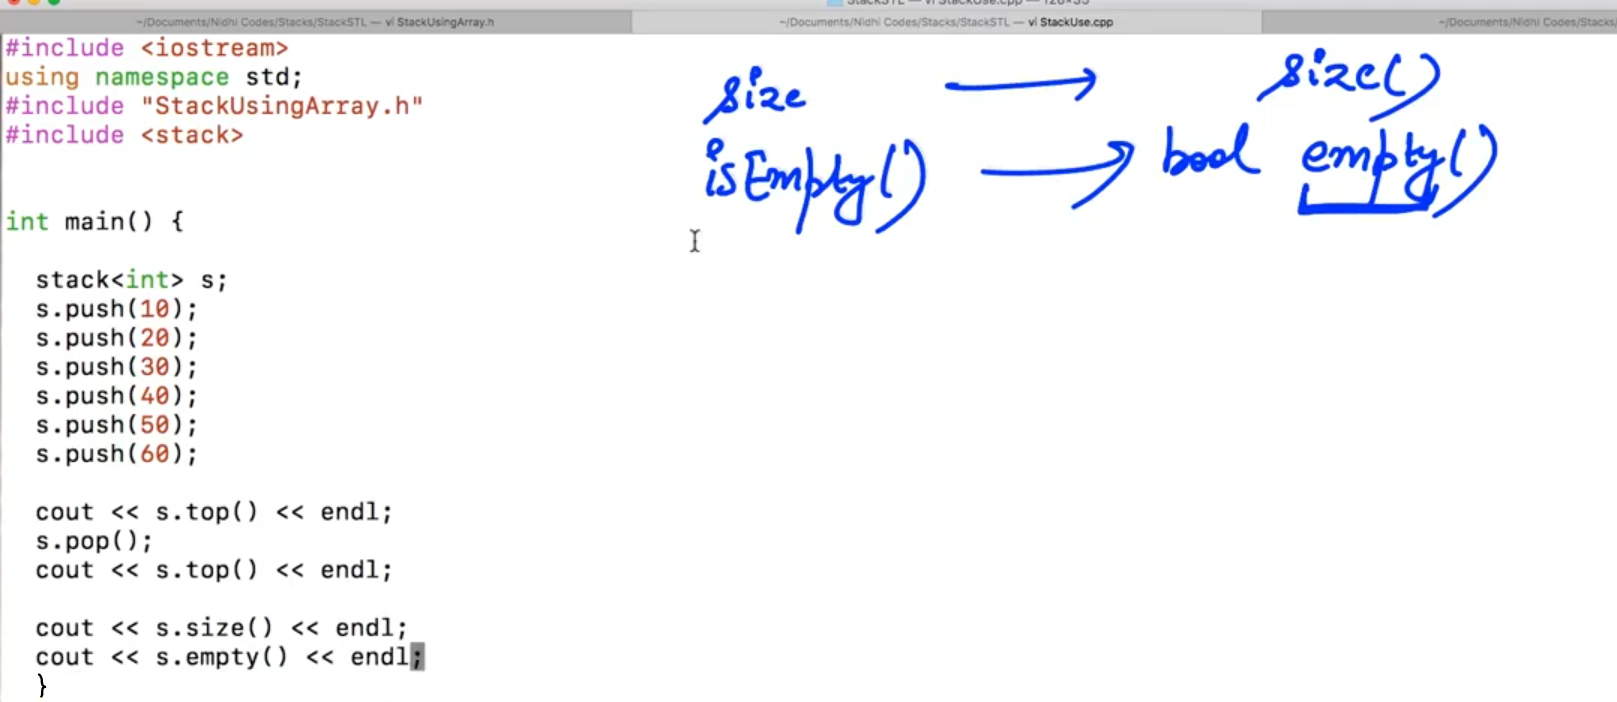 ~/Documents/Nidhi Codes/Stacks/StackSTL — vi StackUsingArray.h
~/Documents/Nidhi Codes/Stacks/StackSTL — vi StackUse.cpp
~/Documents/Nidhi Codes/Stacks/
#include <iostream>
using namespace std;
#include "StackUsingArray.h"
#include <stack>
int main() {
stack<int> s;
s.push(10);
s.push(20);
s.push(30);
s.push(40);
s.push(50);
s.push(60);
cout << s.top() << endl;
s.pop();
cout << s.top() << endl;
cout << s.size() << endl;
cout << s.empty() << endl;
}
size → size()
isEmpty() → bool empty()